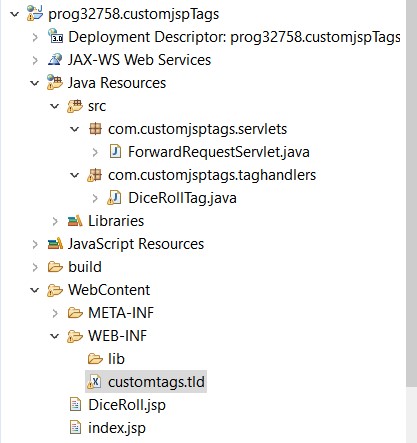 prog32758.customjspTags
Deployment Descriptor: prog32758.customjspTags
JAX-WS Web Services
Java Resources
src
com.customjsptags.servlets
ForwardRequestServlet.java
com.customjsptags.taghandlers
DiceRollTag.java
Libraries
JavaScript Resources
build
WebContent
META-INF
WEB-INF
lib
customtags.tld
DiceRoll.jsp
index.jsp